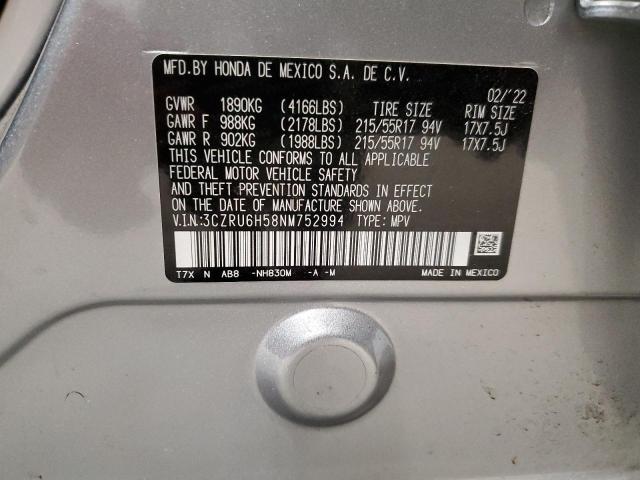 MFD.BY HONDA DE MEXICO S.A. DE C.V.
02/'22
GVWR 1890KG (4166LBS) TIRE SIZE RIM SIZE
GAWR F 988KG (2178LBS) 215/55R17 94V 17X7.5J
GAWR R 902KG (1988LBS) 215/55R17 94V 17X7.5J
THIS VEHICLE CONFORMS TO ALL APPLICABLE
FEDERAL MOTOR VEHICLE SAFETY
AND THEFT PREVENTION STANDARDS IN EFFECT
ON THE DATE OF MANUFACTURE SHOWN ABOVE.
V.I.N:3CZRU6H58NM752994 TYPE: MPV
T7X N AB8 -NH830M -A -M MADE IN MEXICO